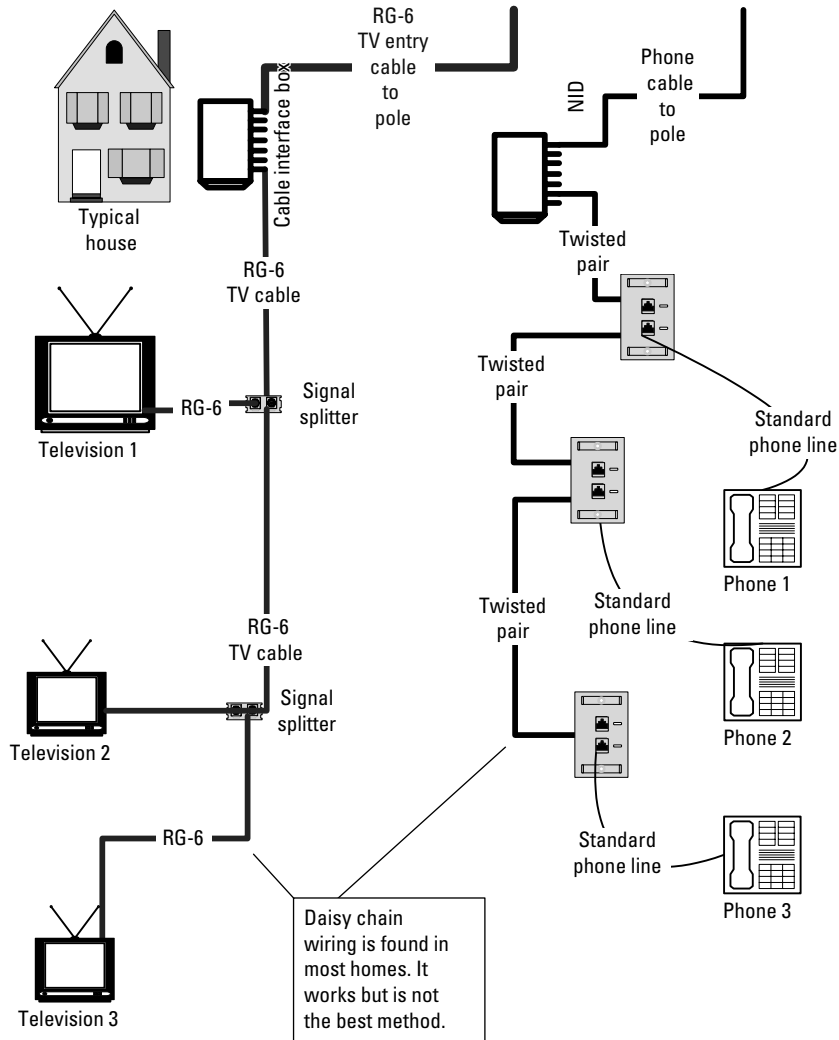 RG-6
TV entry
cable
to
pole
Cable interface box
NID
Phone
cable
to
pole
Typical
house
RG-6
TV cable
Twisted
pair
RG-6
Signal
splitter
Television 1
Twisted
pair
Standard
phone line
Phone 1
RG-6
TV cable
Twisted
pair
Standard
phone line
Signal
splitter
Television 2
Phone 2
RG-6
Standard
phone line
Phone 3
Daisy chain
wiring is found in
most homes. It
works but is not
the best method.
Television 3